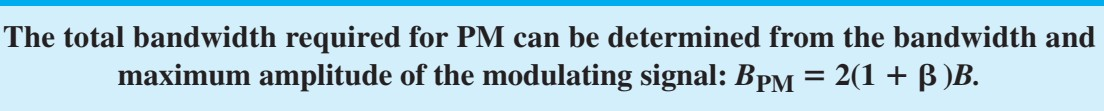 The total bandwidth required for PM can be determined from the bandwidth and
maximum amplitude of the modulating signal: B_PM = 2(1 + β )B.